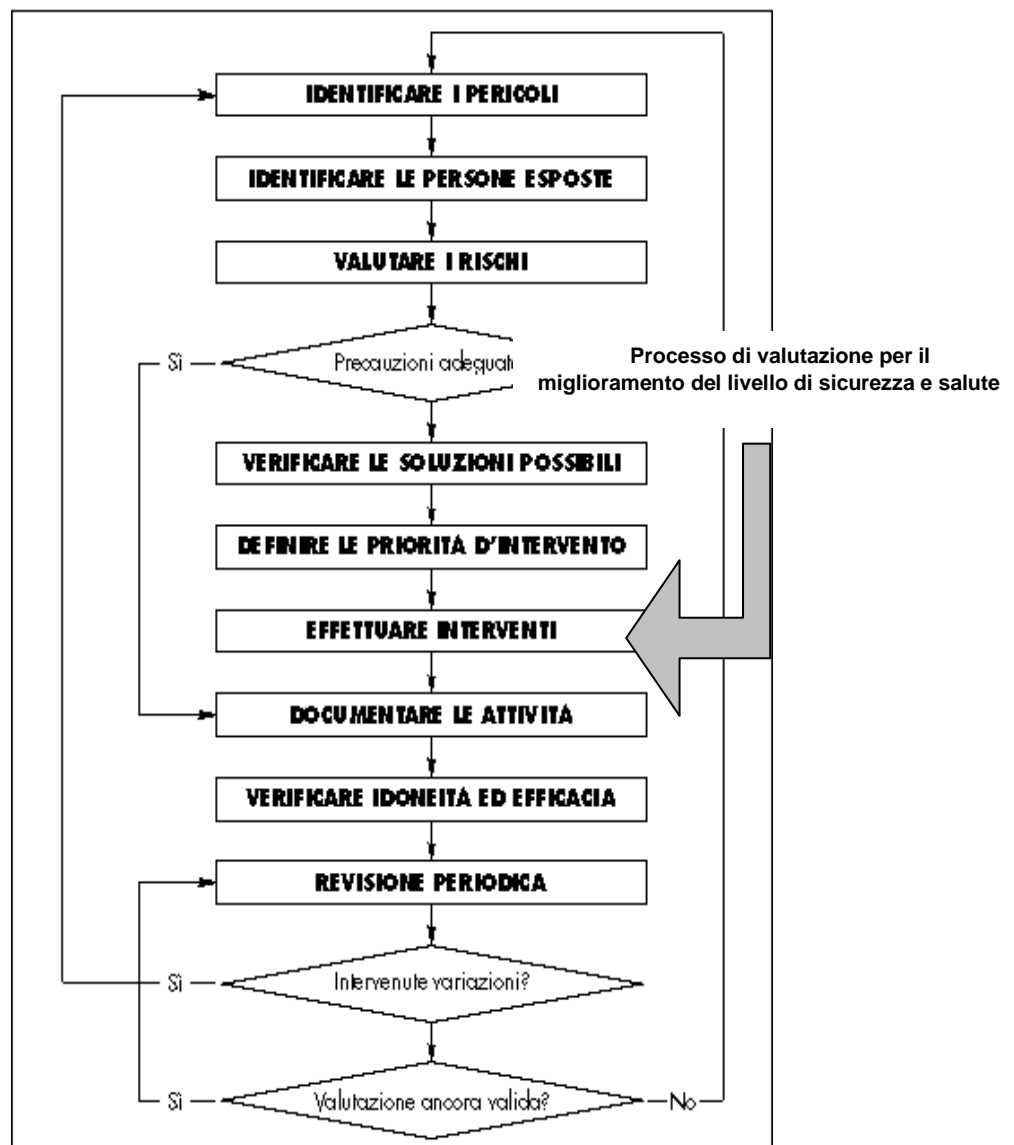 IDENTIFICARE I PERICOLI
IDENTIFICARE LE PERSONE ESPOSTE
VALUTARE I RISCHI
Sì
Precauzioni adeguat
Processo di valutazione per il
miglioramento del livello di sicurezza e salute
VERIFICARE LE SOLUZIONI POSSIBILI
DEFINIRE LE PRIORITÀ D'INTERVENTO
EFFETTUARE INTERVENTI
DOCUMENTARE LE ATTIVITÀ
VERIFICARE IDONEITÀ ED EFFICACIA
REVISIONE PERIODICA
Sì
Intervenute variazioni?
Sì
Valutazione ancora valida?
No